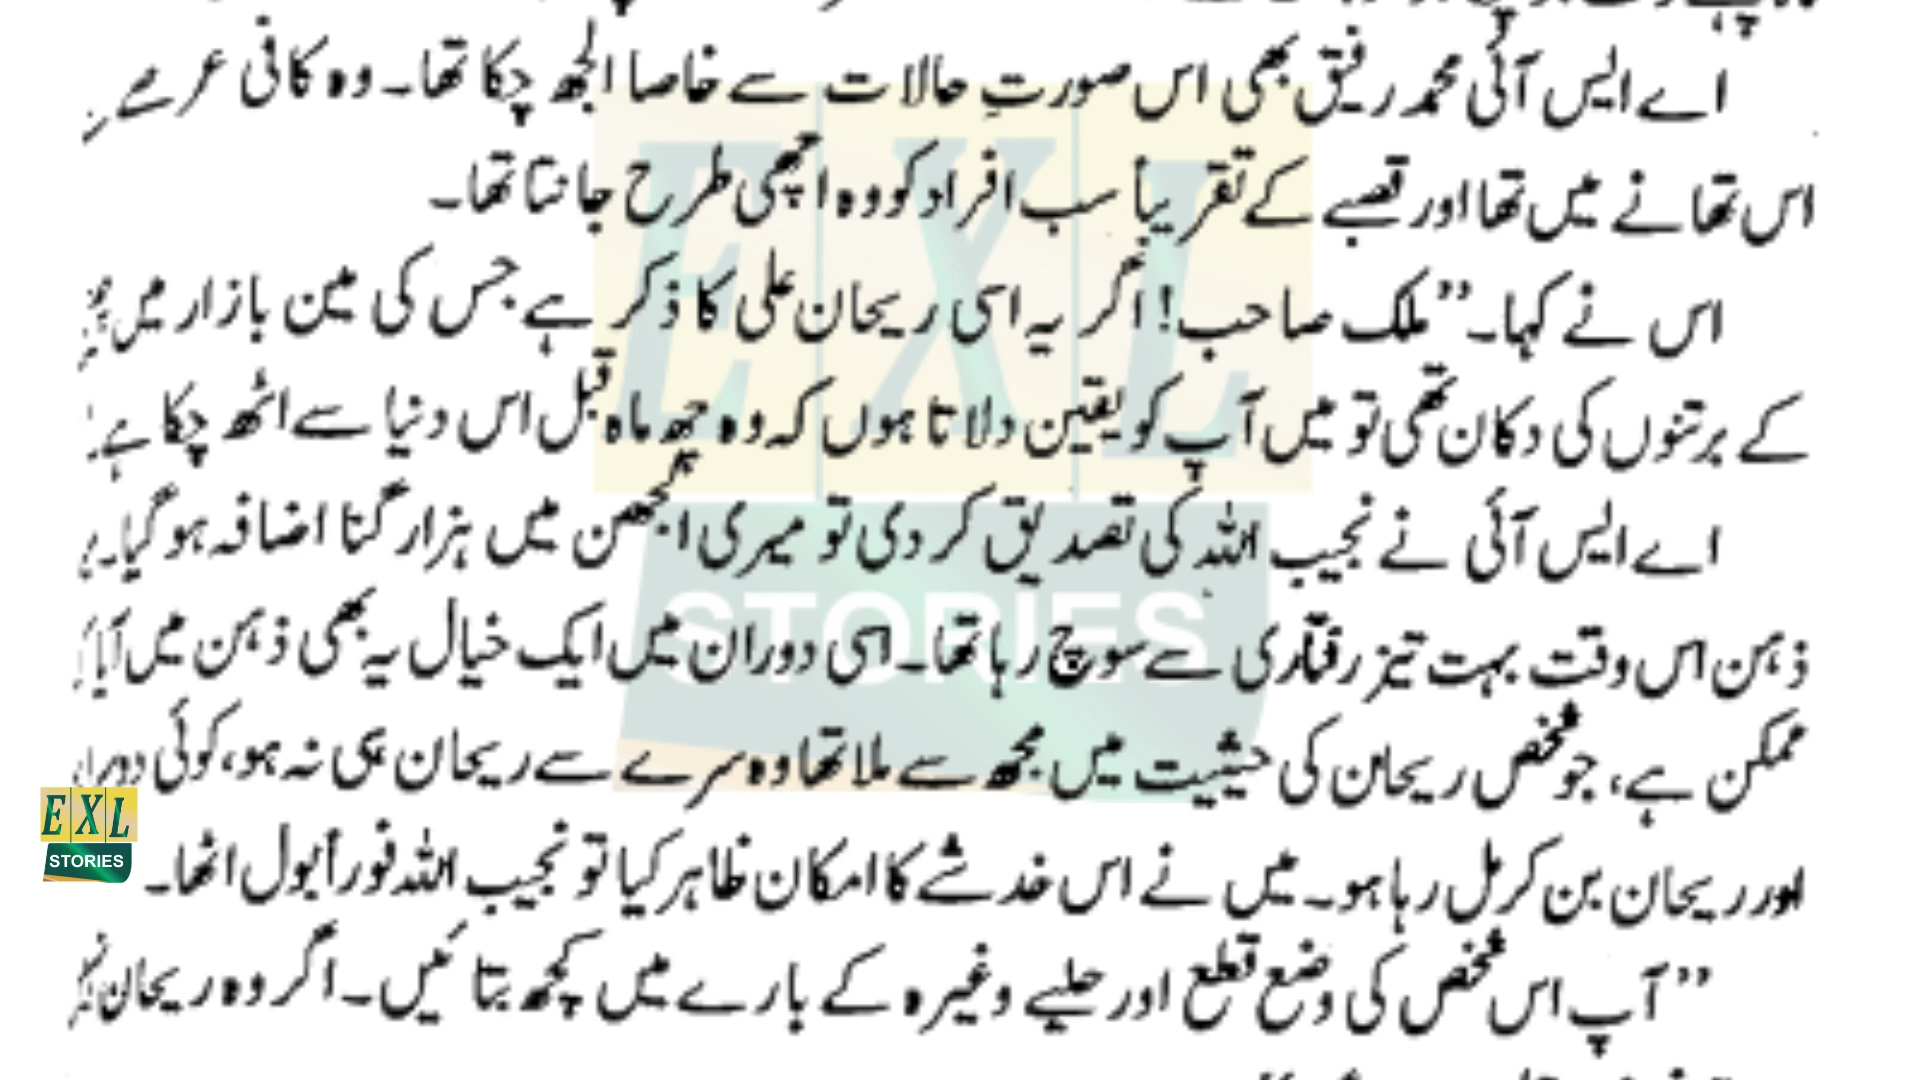 اے ایس آئی محمد رفیق بھی اس صورتِ حالات سے خاصا الجھ چکا تھا۔ وہ کافی عرصے
اس تھانے میں تھا اور قصبے کے تقریباً سب افراد کو وہ اچھی طرح جانتا تھا۔
اس نے کہا۔ ”ملک صاحب! اگر یہ اسی ریحان علی کا ذکر ہے جس کی مین بازار میں
کے برتنوں کی دکان تھی تو میں آپ کو یقین دلاتا ہوں کہ وہ چھ ماہ قبل اس دنیا سے اٹھ چکا ہے
اے ایس آئی نے نجیب اللہ کی تصدیق کر دی تو میری الجھن میں ہزار گنا اضافہ ہو گیا۔
ذہن اس وقت بہت تیز رفتاری سے سوچ رہا تھا۔ اسی دوران میں ایک خیال یہ بھی ذہن میں آیا
ممکن ہے، جو شخص ریحان کی حیثیت میں مجھ سے ملا تھا وہ سرے سے ریحان ہی نہ ہو، کوئی دوسرا
اور ریحان بن کر مل رہا ہو۔ میں نے اس خدشے کا امکان ظاہر کیا تو نجیب اللہ فوراً بول اٹھا۔
”آپ اس شخص کی وضع قطع اور حلیے وغیرہ کے بارے میں کچھ بتائیں۔ اگر وہ ریحان
EXL
STORIES
EXL
STORIES